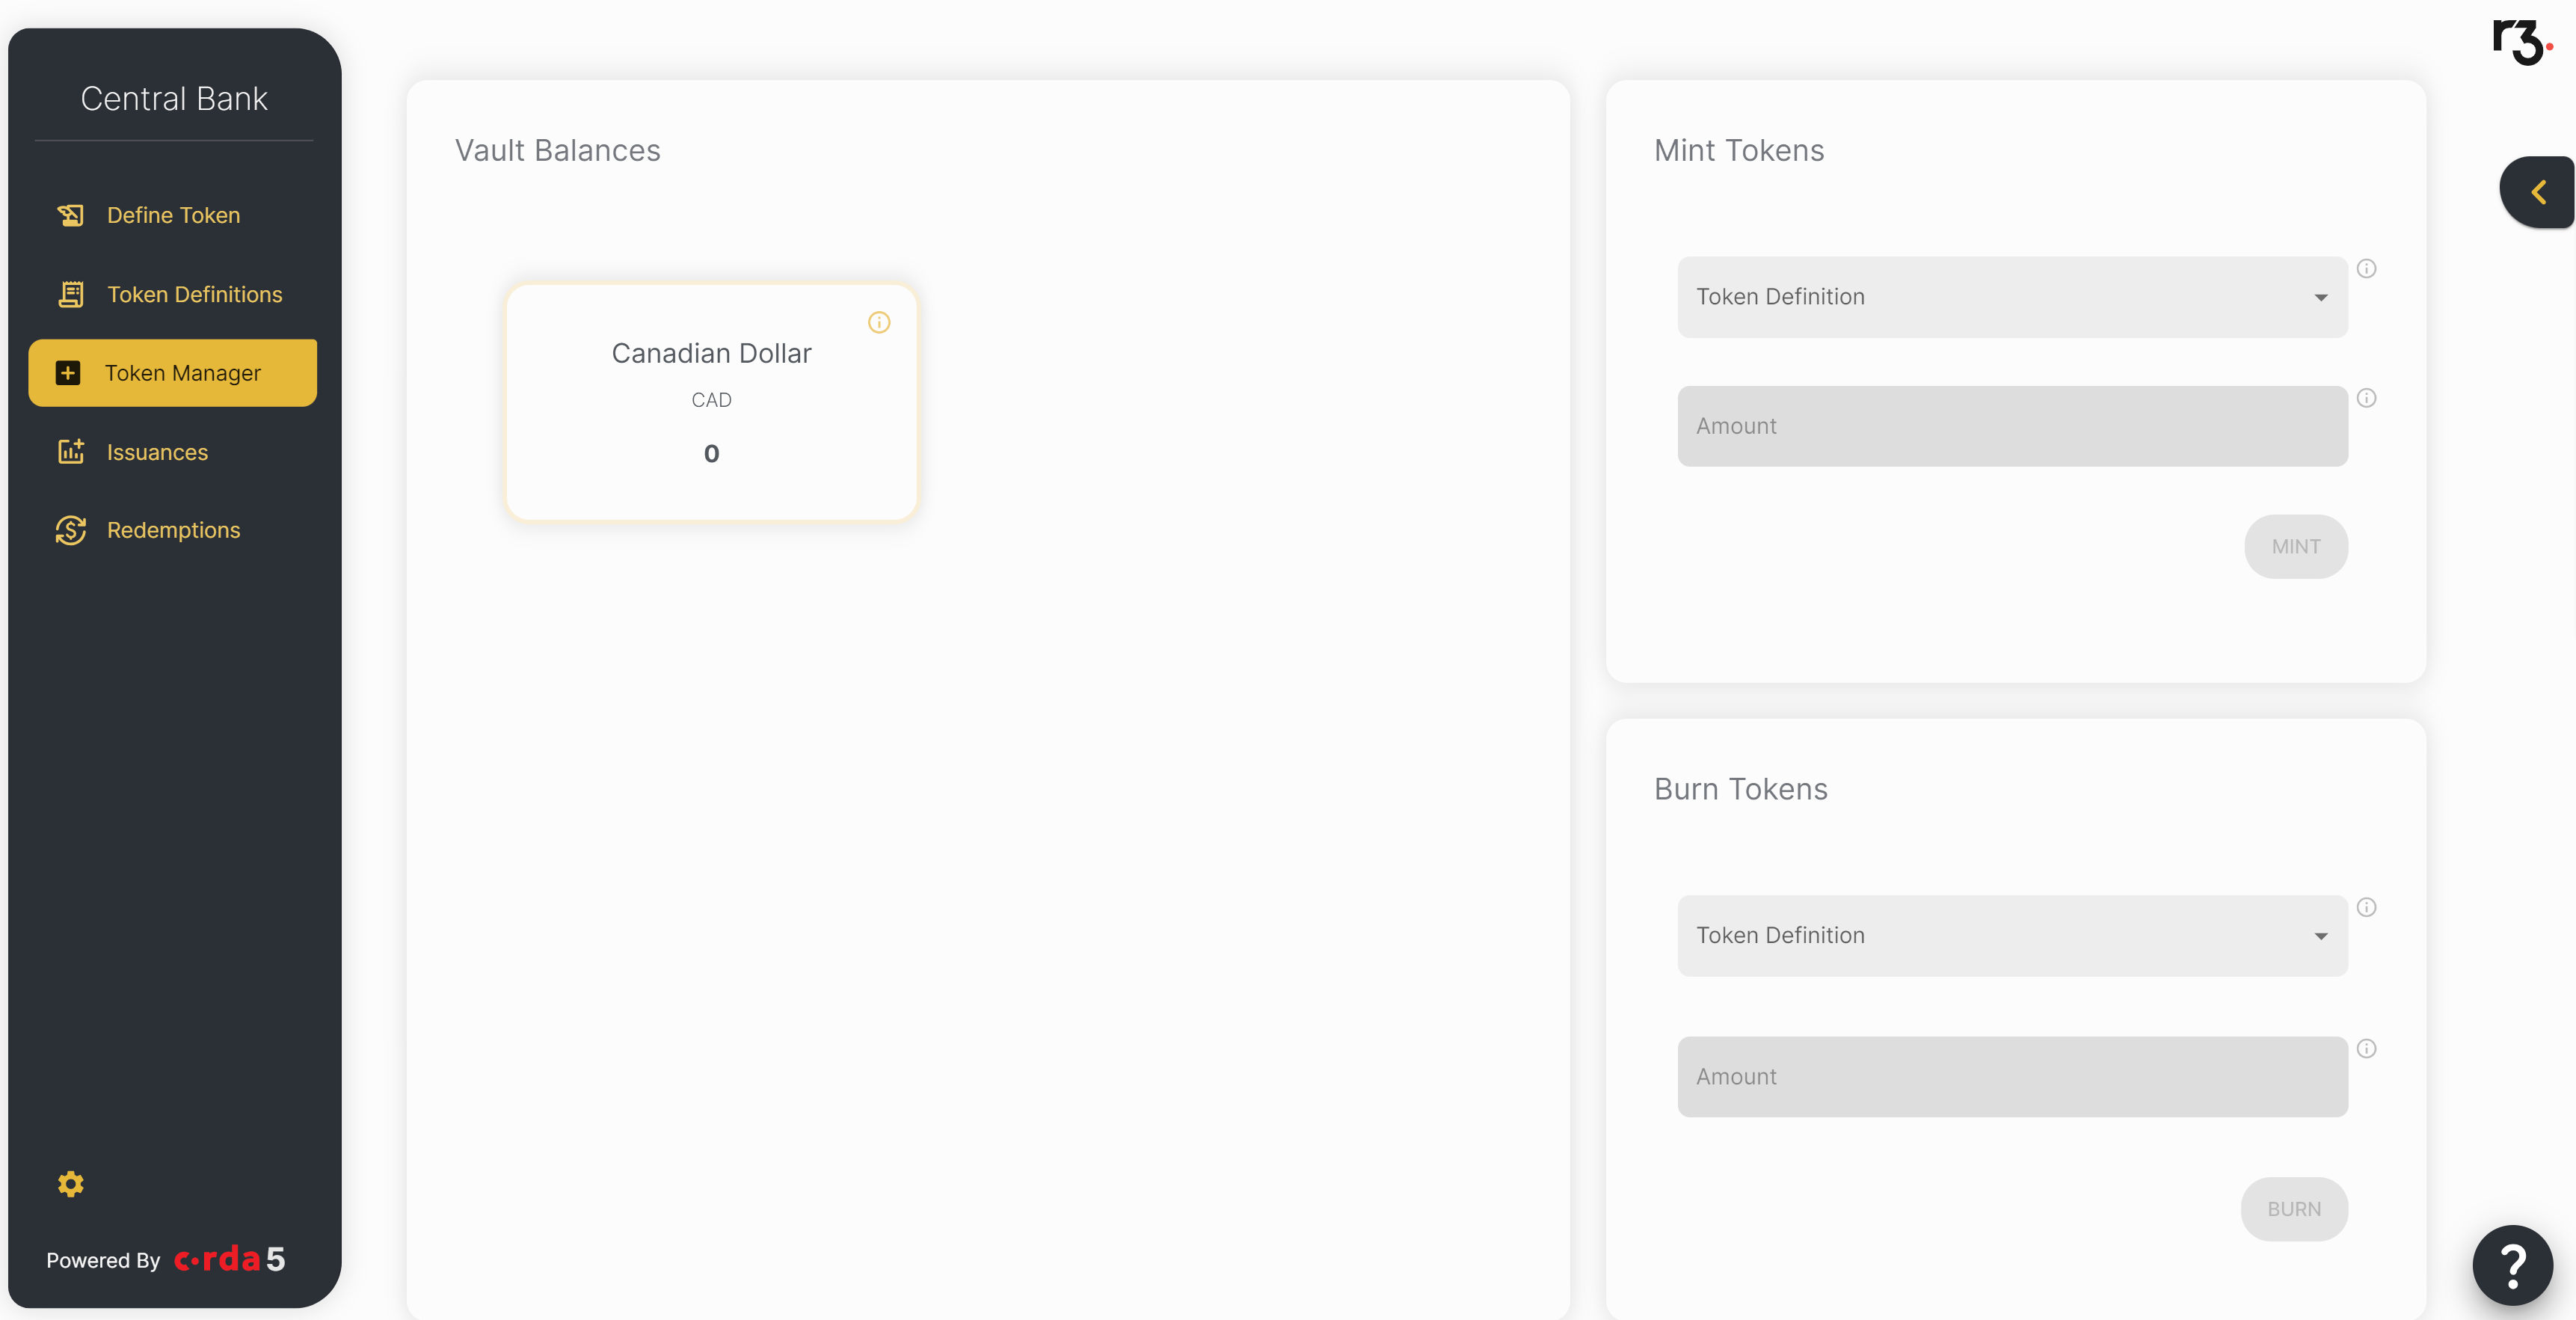 Central Bank
Define Token
Token Definitions
Token Manager
Issuances
Redemptions
Powered By c•rda 5
Vault Balances
Canadian Dollar
CAD
0
Mint Tokens
Token Definition
Amount
MINT
Burn Tokens
Token Definition
Amount
BURN
r3.
?